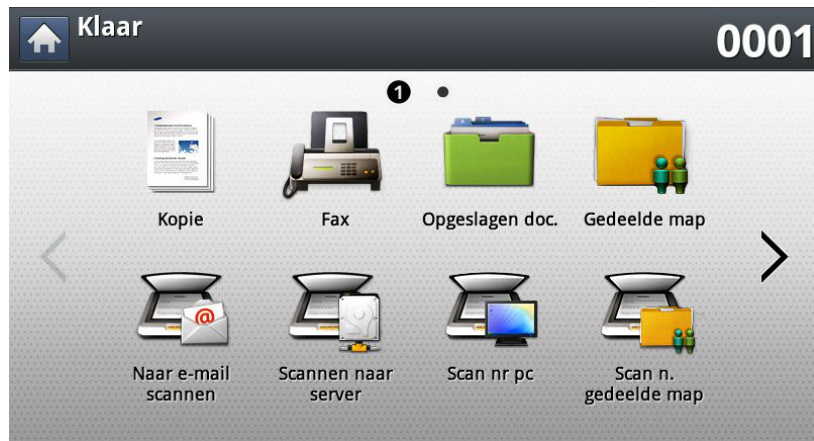 Klaar
0001
1
Kopie
Fax
Opgeslagen doc.
Gedeelde map
@
Naar e-mail
scannen
Scannen naar
server
Scan nr pc
Scan n.
gedeelde map